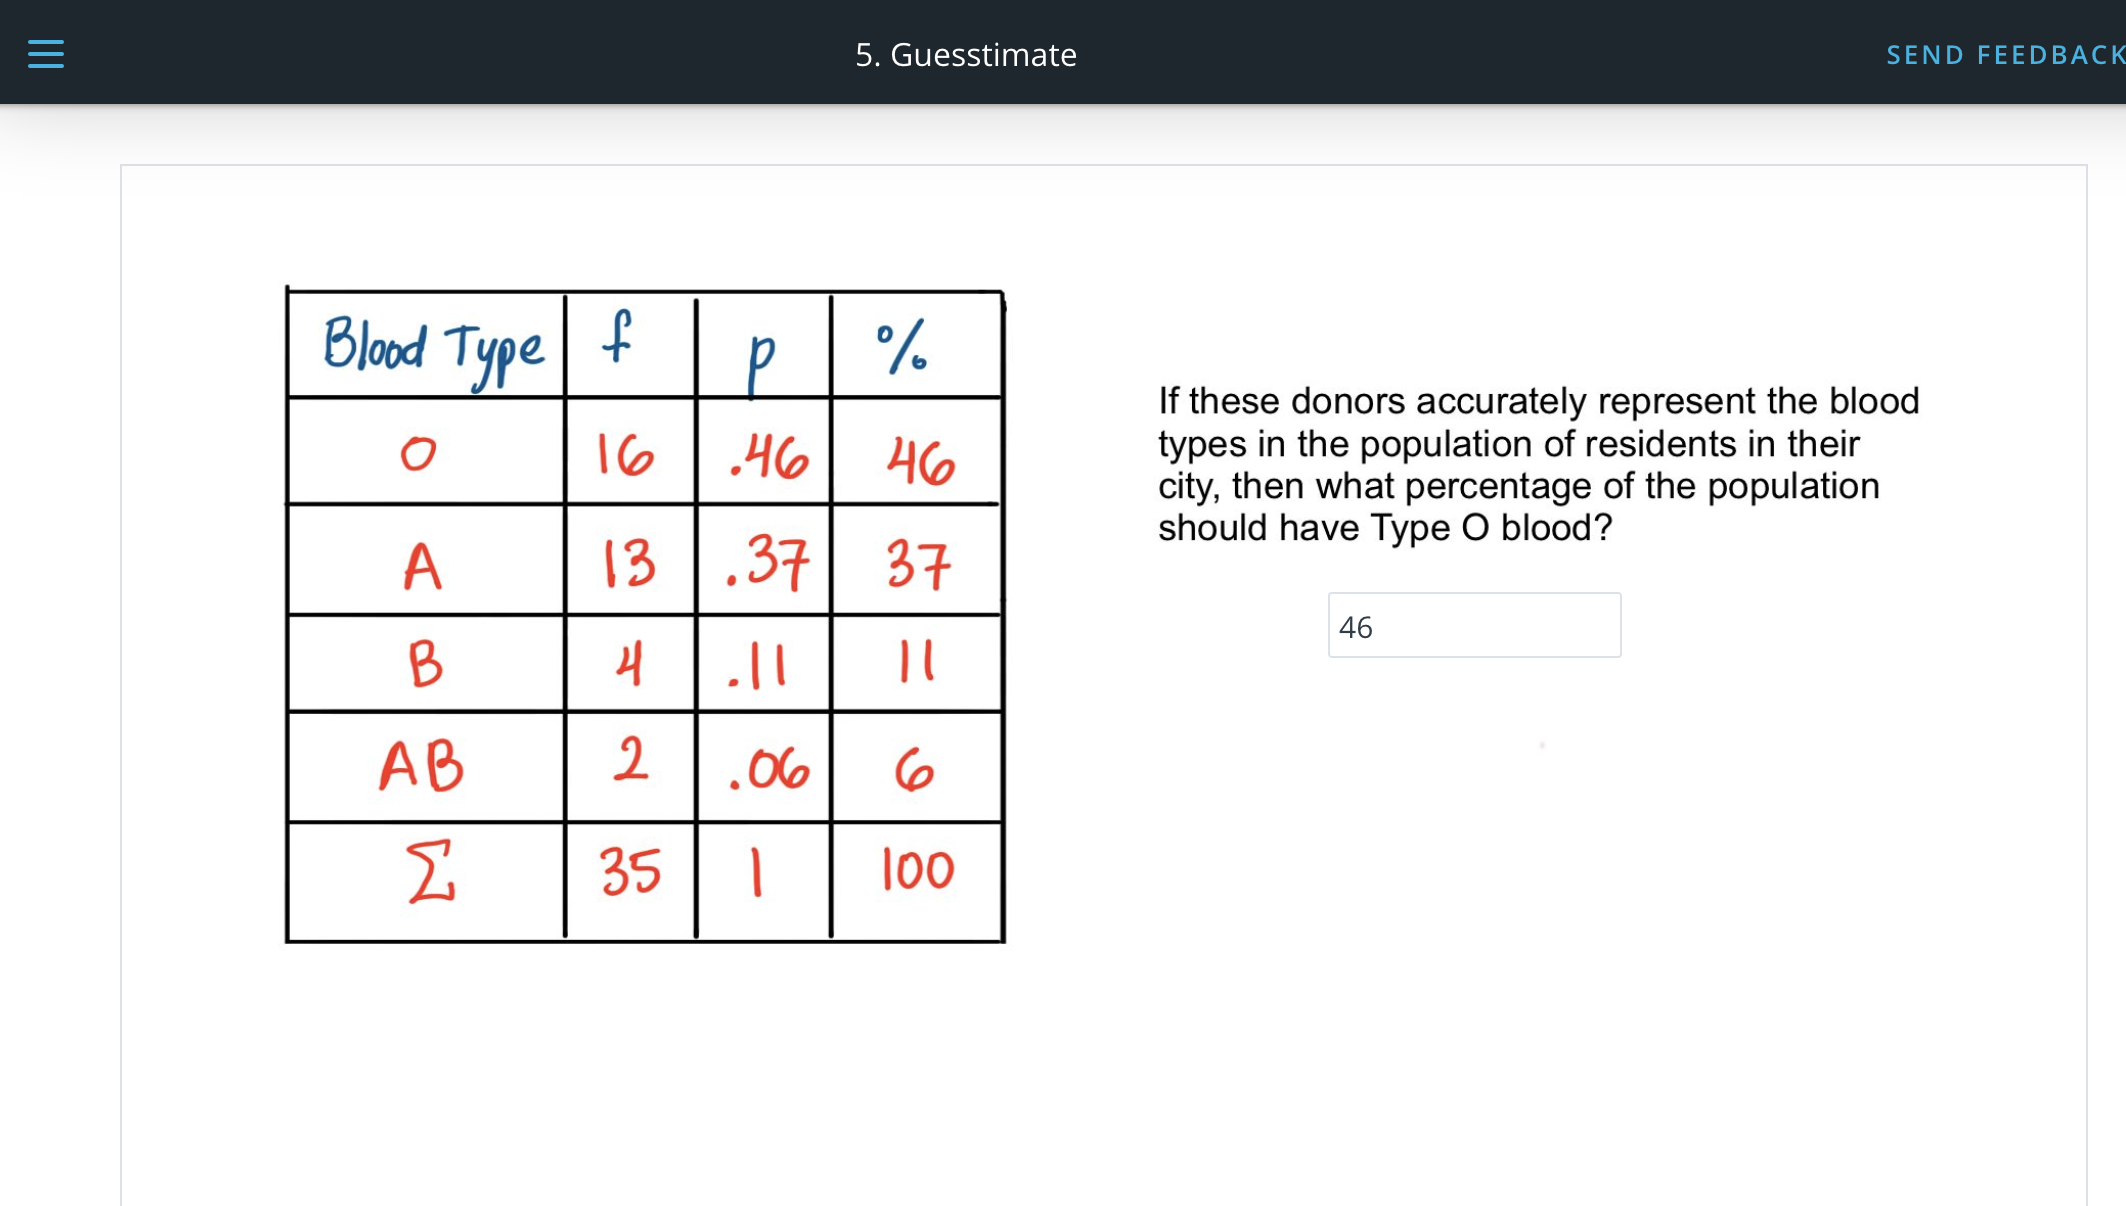 5. Guesstimate
SEND FEEDBACK
Blood Type f p %
O 16 .46 46
A 13 .37 37
B 4 .11 11
AB 2 .06 6
Σ 35 1 100
If these donors accurately represent the blood
types in the population of residents in their
city, then what percentage of the population
should have Type O blood?
46